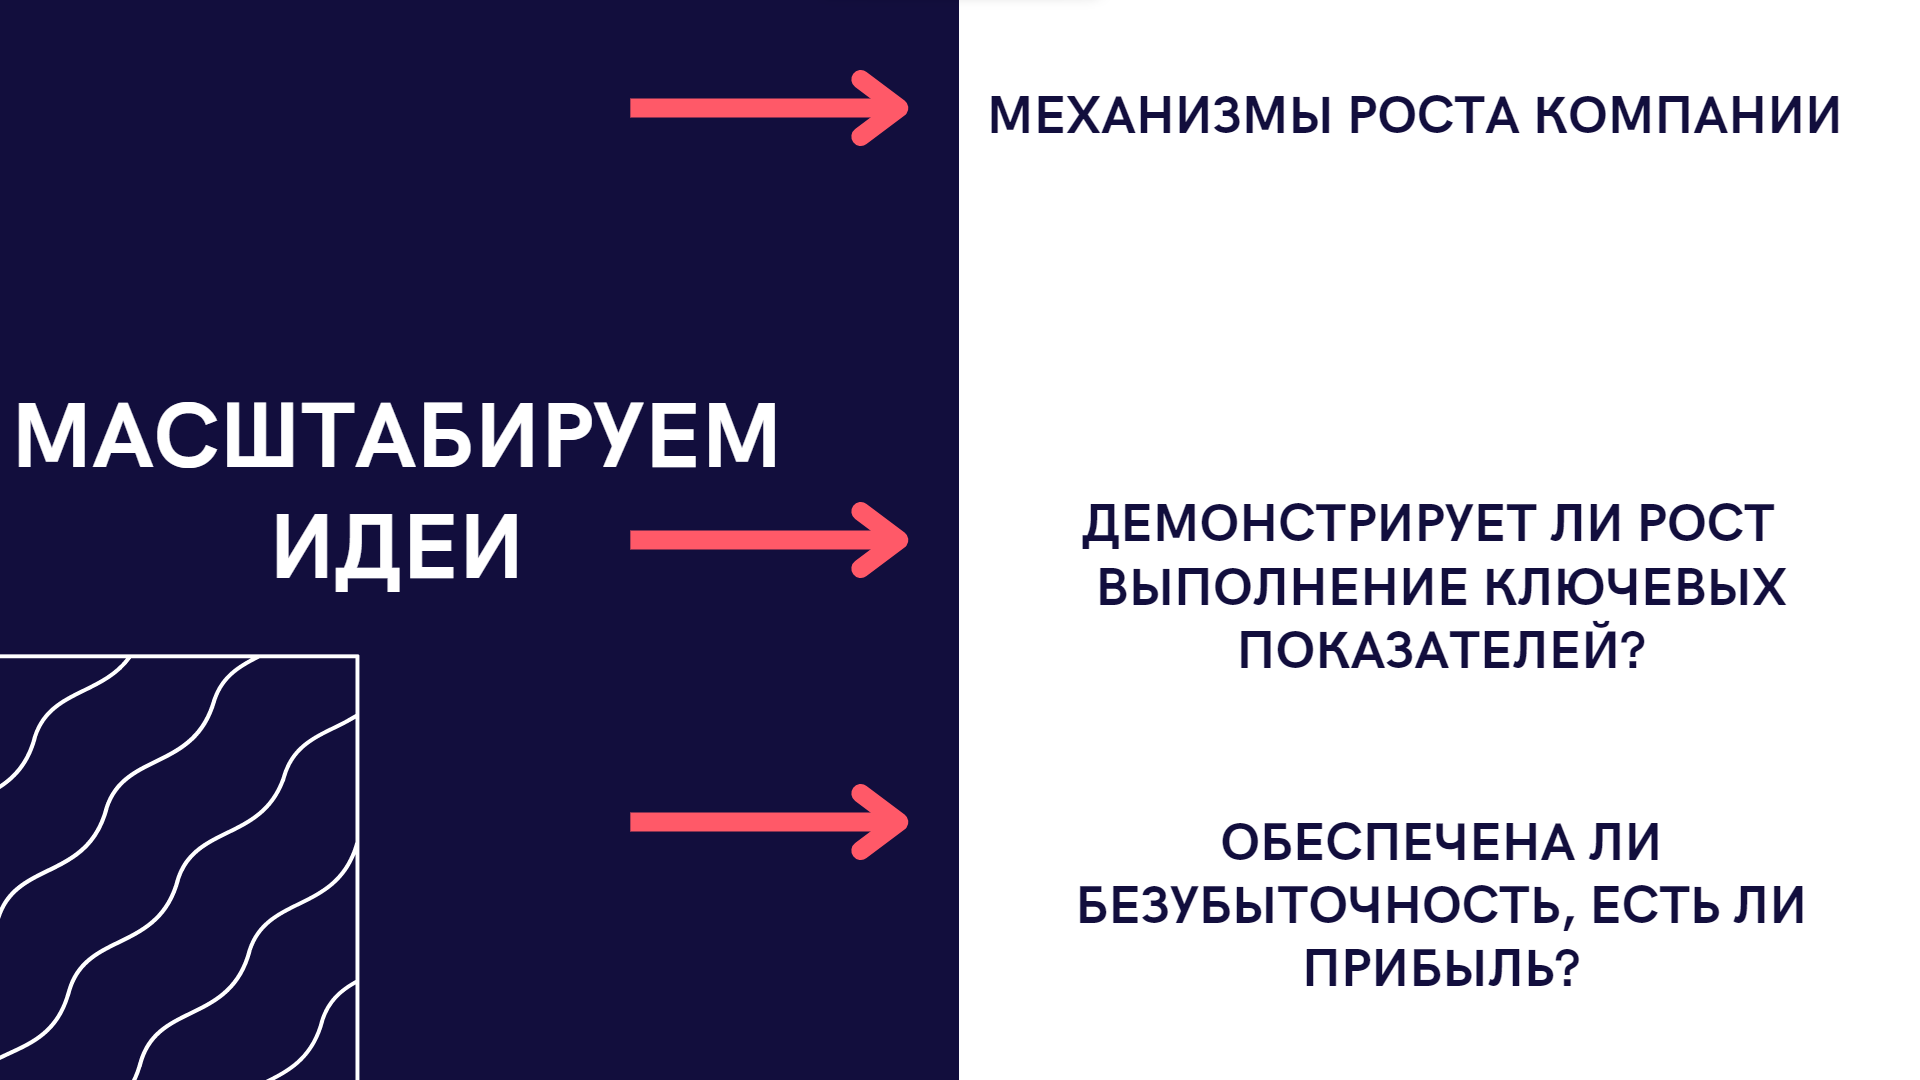 МАСШТАБИРУЕМ
ИДЕИ
МЕХАНИЗМЫ РОСТА КОМПАНИИ
ДЕМОНСТРИРУЕТ ЛИ РОСТ
ВЫПОЛНЕНИЕ КЛЮЧЕВЫХ
ПОКАЗАТЕЛЕЙ?
ОБЕСПЕЧЕНА ЛИ
БЕЗУБЫТОЧНОСТЬ, ЕСТЬ ЛИ
ПРИБЫЛЬ?